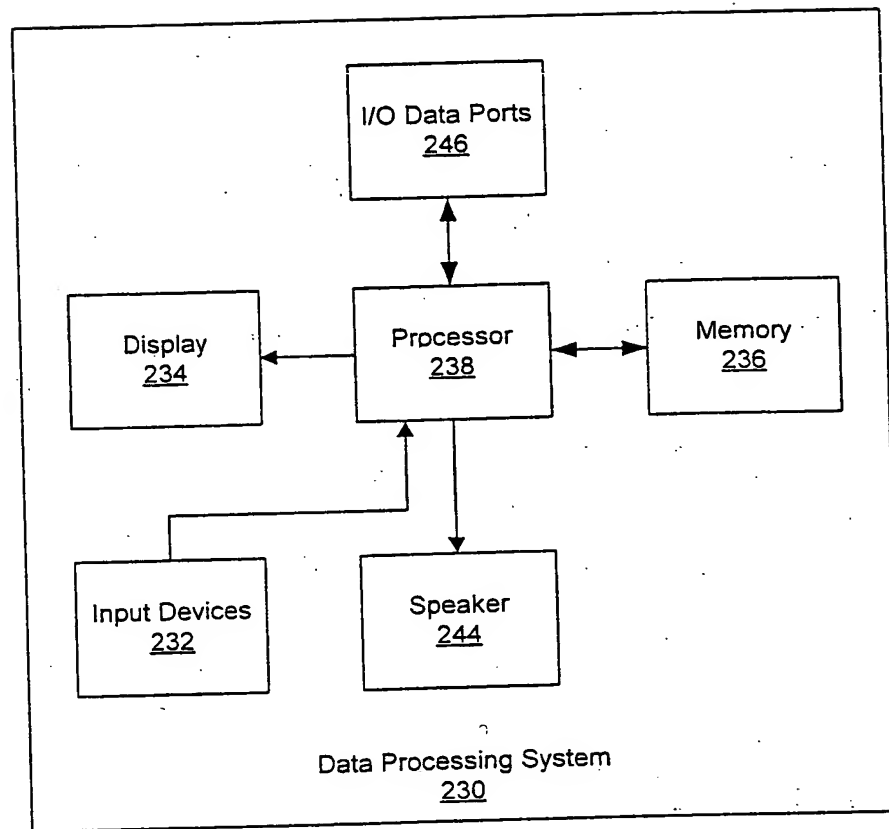 I/O Data Ports
246
Display
234
Processor
238
Memory
236
Input Devices
232
Speaker
244
Data Processing System
230